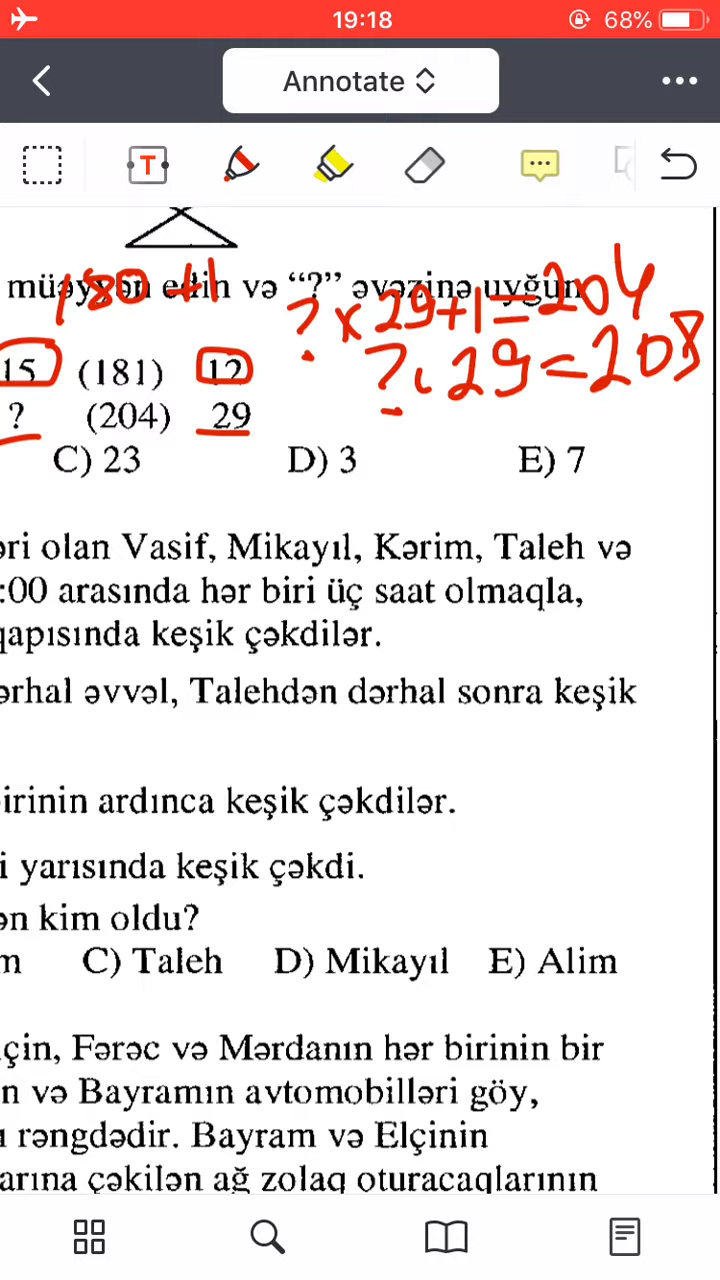 19:18
68%
Annotate
T
müəyyən edin və “?” əvəzinə uyğun
180+1
? x 29+1=204
15 (181) 12
?. 29=208
? (204) 29
C) 23 D) 3 E) 7
əri olan Vasif, Mikayıl, Kərim, Taleh və
:00 arasında hər biri üç saat olmaqla,
qapısında keşik çəkdilər.
ərhal əvvəl, Talehdən dərhal sonra keşik
irinin ardınca keşik çəkdilər.
i yarısında keşik çəkdi.
ən kim oldu?
m C) Taleh D) Mikayıl E) Alim
çin, Fərəc və Mərdanın hər birinin bir
n və Bayramın avtomobilləri göy,
ı rəngdədir. Bayram və Elçinin
arına çəkilən ağ zolaq oturacaqlarının